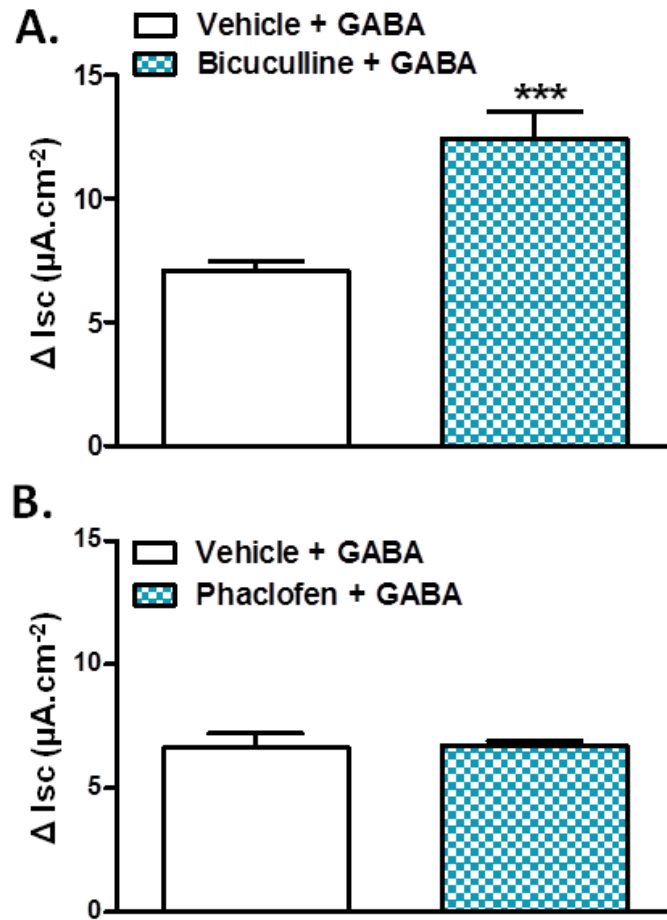 A.
Vehicle + GABA
Bicuculline + GABA
15
***
10
5
0
Δ Isc (µA.cm⁻²)
B.
Vehicle + GABA
Phaclofen + GABA
15
10
5
0
Δ Isc (µA.cm⁻²)